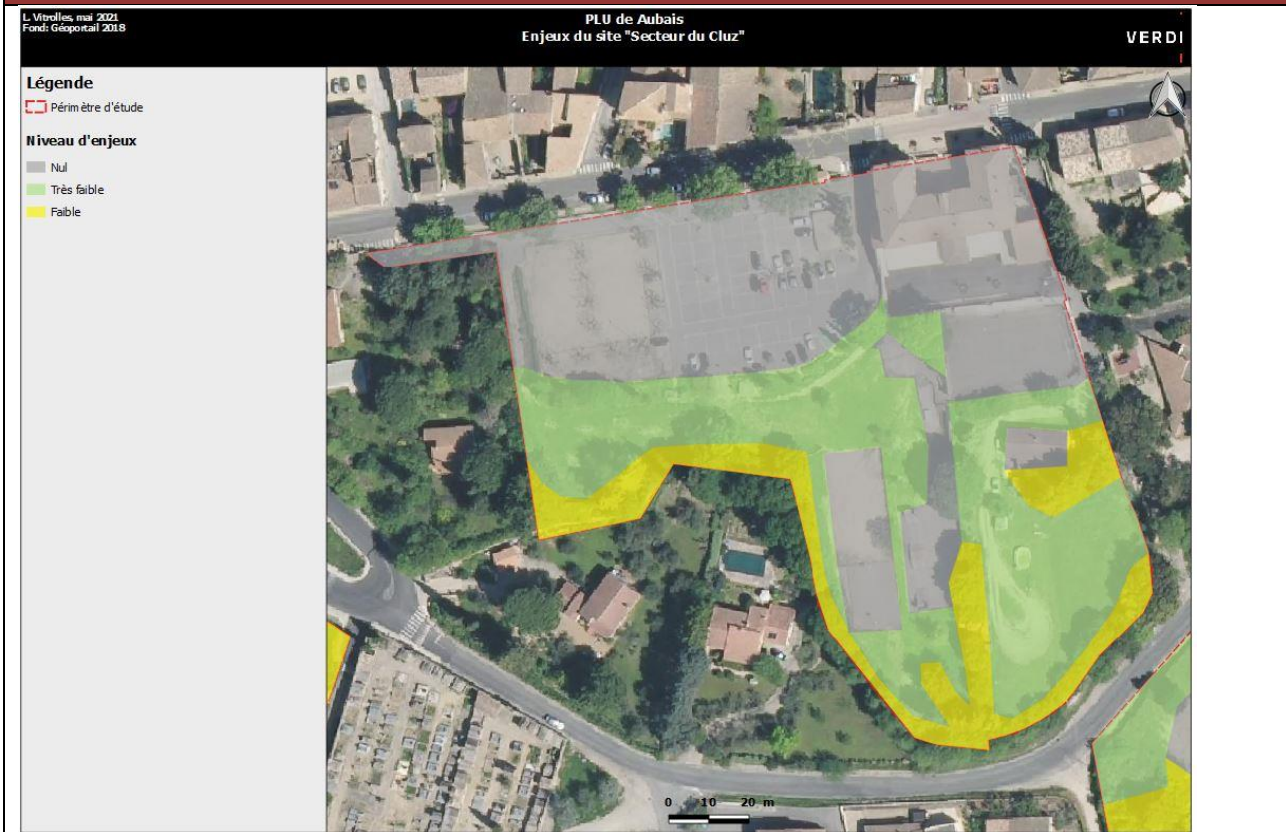 L. Vitrolles, mai 2021
Fond: Géoportail 2018
PLU de Aubais
Enjeux du site "Secteur du Cluz"
VERDI
Légende
Périmètre d'étude
Niveau d'enjeux
Nul
Très faible
Faible
0 10 20 m